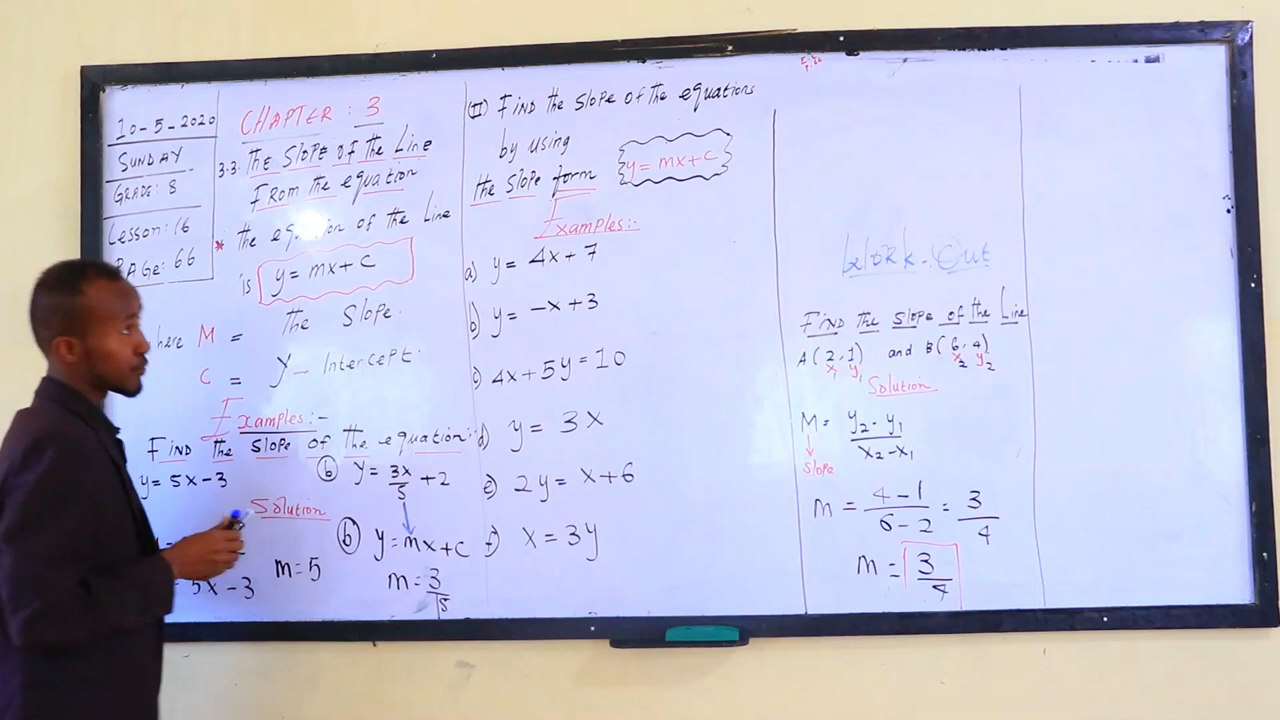 10-5-2020
SUNDAY
GRADE: 8
Lesson: 16
PAGE: 66
CHAPTER : 3
3.3. THE SLOPE OF the Line
FROM the equation
* the equation of the Line
is y = mx + c
here M = the Slope.
C = Y - Intercept.
Examples:-
FIND the slope of the equation:
y = 5x - 3
(b) y = 3x/5 + 2
Solution
5x - 3
m = 5
(b) y = mx + c
m = 3/5
(II) FIND the slope of the equations
by using
the slope form
y = mx + c
Examples:-
a) y = 4x + 7
b) y = -x + 3
c) 4x + 5y = 10
d) y = 3x
e) 2y = x + 6
f) x = 3y
Work-Out
FIND the slope of the Line
A(2,1) and B(6,4)
x₁ y₁ x₂ y₂
Solution
M = y₂ - y₁/x₂ - x₁
slope
m = 4 - 1/6 - 2 = 3/4
m = 3/4